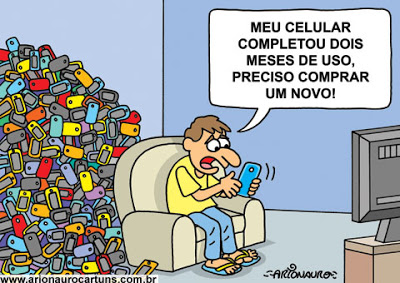 MEU CELULAR
COMPLETOU DOIS
MESES DE USO,
PRECISO COMPRAR
UM NOVO!
ARIONAURO
www.arionaurocartuns.com.br